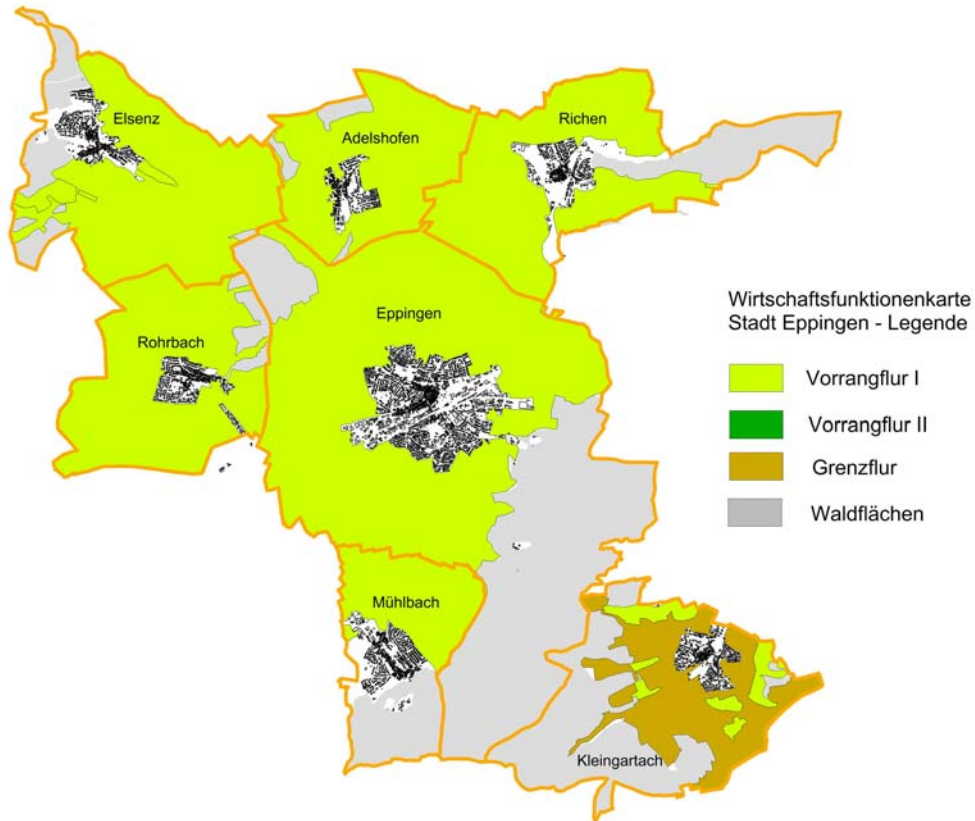 Elsenz
Adelshofen
Richen
Eppingen
Rohrbach
Mühlbach
Kleingartach
Wirtschaftsfunktionenkarte
Stadt Eppingen - Legende
Vorrangflur I
Vorrangflur II
Grenzflur
Waldflächen